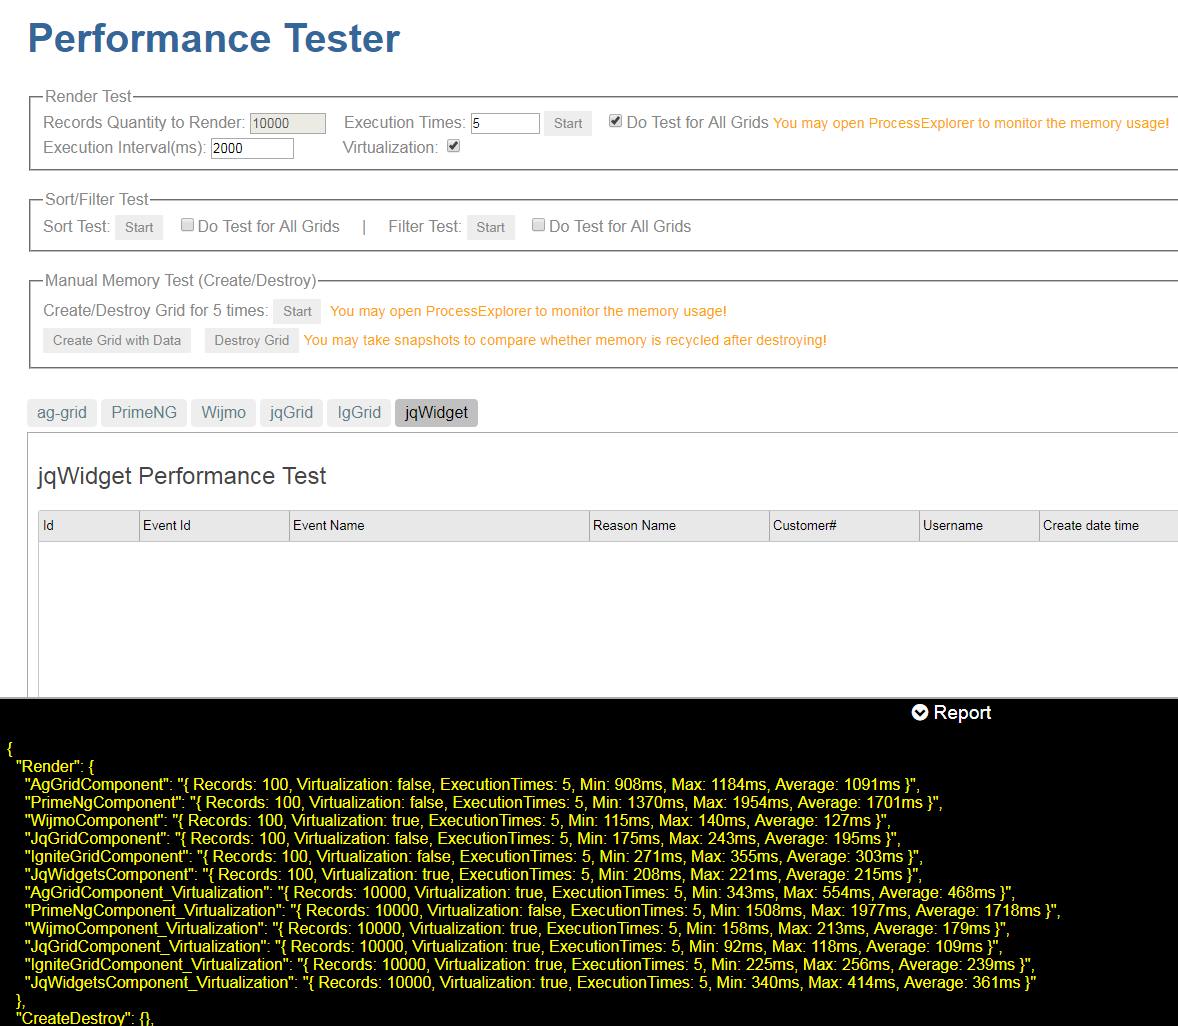 Performance Tester
Render Test
Records Quantity to Render: 10000 Execution Times: 5 Start Do Test for All Grids You may open ProcessExplorer to monitor the memory usage!
Execution Interval(ms): 2000 Virtualization:
Sort/Filter Test
Sort Test: Start Do Test for All Grids | Filter Test: Start Do Test for All Grids
Manual Memory Test (Create/Destroy)
Create/Destroy Grid for 5 times: Start You may open ProcessExplorer to monitor the memory usage!
Create Grid with Data Destroy Grid You may take snapshots to compare whether memory is recycled after destroying!
ag-grid PrimeNG Wijmo jqGrid IgGrid jqWidget
jqWidget Performance Test
Id Event Id Event Name Reason Name Customer# Username Create date time
Report
{
"Render": {
"AgGridComponent": "{ Records: 100, Virtualization: false, ExecutionTimes: 5, Min: 908ms, Max: 1184ms, Average: 1091ms }",
"PrimeNgComponent": "{ Records: 100, Virtualization: false, ExecutionTimes: 5, Min: 1370ms, Max: 1954ms, Average: 1701ms }",
"WijmoComponent": "{ Records: 100, Virtualization: true, ExecutionTimes: 5, Min: 115ms, Max: 140ms, Average: 127ms }",
"JqGridComponent": "{ Records: 100, Virtualization: false, ExecutionTimes: 5, Min: 175ms, Max: 243ms, Average: 195ms }",
"IgniteGridComponent": "{ Records: 100, Virtualization: false, ExecutionTimes: 5, Min: 271ms, Max: 355ms, Average: 303ms }",
"JqWidgetsComponent": "{ Records: 100, Virtualization: true, ExecutionTimes: 5, Min: 208ms, Max: 221ms, Average: 215ms }",
"AgGridComponent_Virtualization": "{ Records: 10000, Virtualization: true, ExecutionTimes: 5, Min: 343ms, Max: 554ms, Average: 468ms }",
"PrimeNgComponent_Virtualization": "{ Records: 10000, Virtualization: false, ExecutionTimes: 5, Min: 1508ms, Max: 1977ms, Average: 1718ms }",
"WijmoComponent_Virtualization": "{ Records: 10000, Virtualization: true, ExecutionTimes: 5, Min: 158ms, Max: 213ms, Average: 179ms }",
"JqGridComponent_Virtualization": "{ Records: 10000, Virtualization: true, ExecutionTimes: 5, Min: 92ms, Max: 118ms, Average: 109ms }",
"IgniteGridComponent_Virtualization": "{ Records: 10000, Virtualization: true, ExecutionTimes: 5, Min: 225ms, Max: 256ms, Average: 239ms }",
"JqWidgetsComponent_Virtualization": "{ Records: 10000, Virtualization: true, ExecutionTimes: 5, Min: 340ms, Max: 414ms, Average: 361ms }"
},
"CreateDestroy": {},